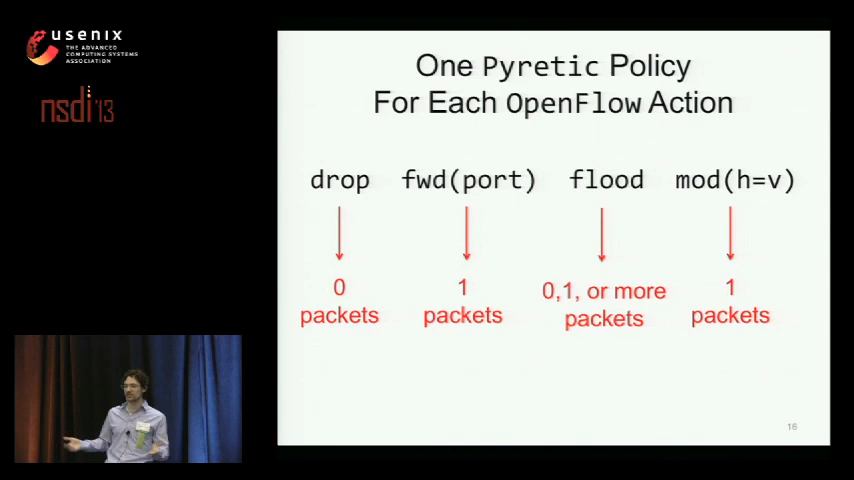 usenix
THE ADVANCED
COMPUTING SYSTEMS
ASSOCIATION
nsdi '13
One Pyretic Policy
For Each OpenFlow Action
drop fwd(port) flood mod(h=v)
0 1 0,1, or more 1
packets packets packets packets
16